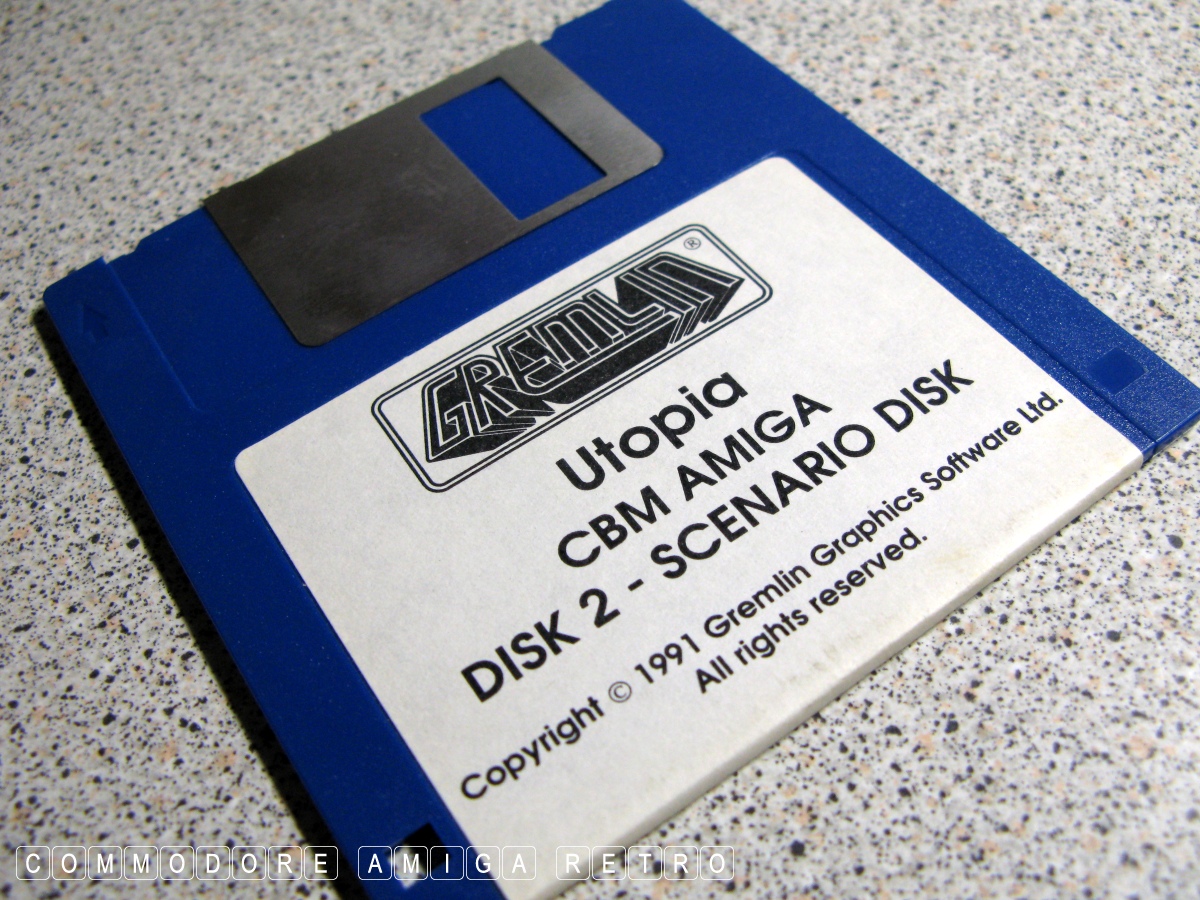 GREMLIN ®
Utopia
CBM AMIGA
DISK 2 - SCENARIO DISK
Copyright © 1991 Gremlin Graphics Software Ltd.
All rights reserved.
COMMODORE AMIGA RETRO